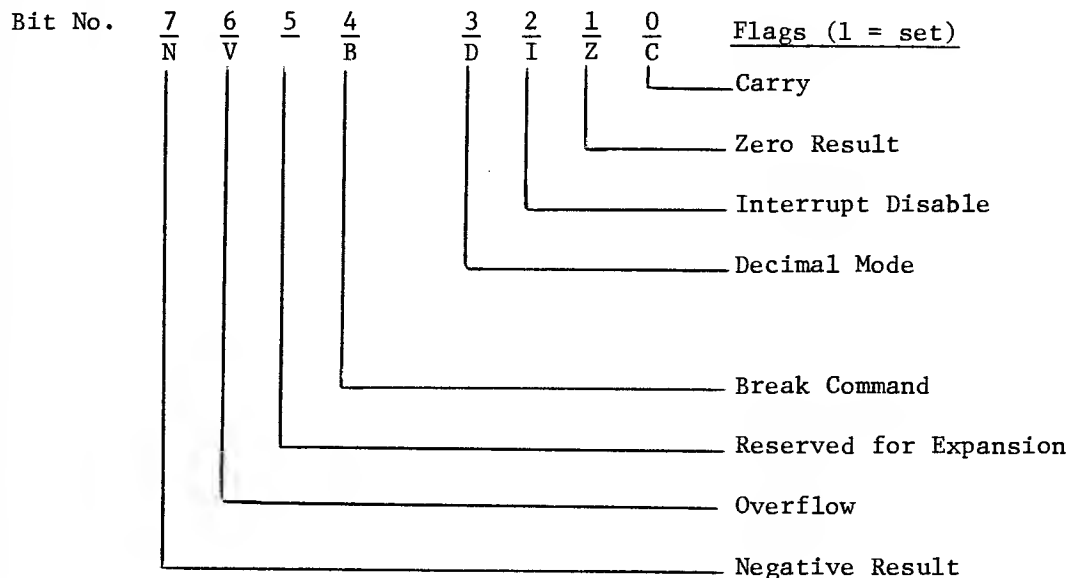 Bit No. 7 6 5 4 3 2 1 0 Flags (1 = set)
N V B D I Z C
Carry
Zero Result
Interrupt Disable
Decimal Mode
Break Command
Reserved for Expansion
Overflow
Negative Result